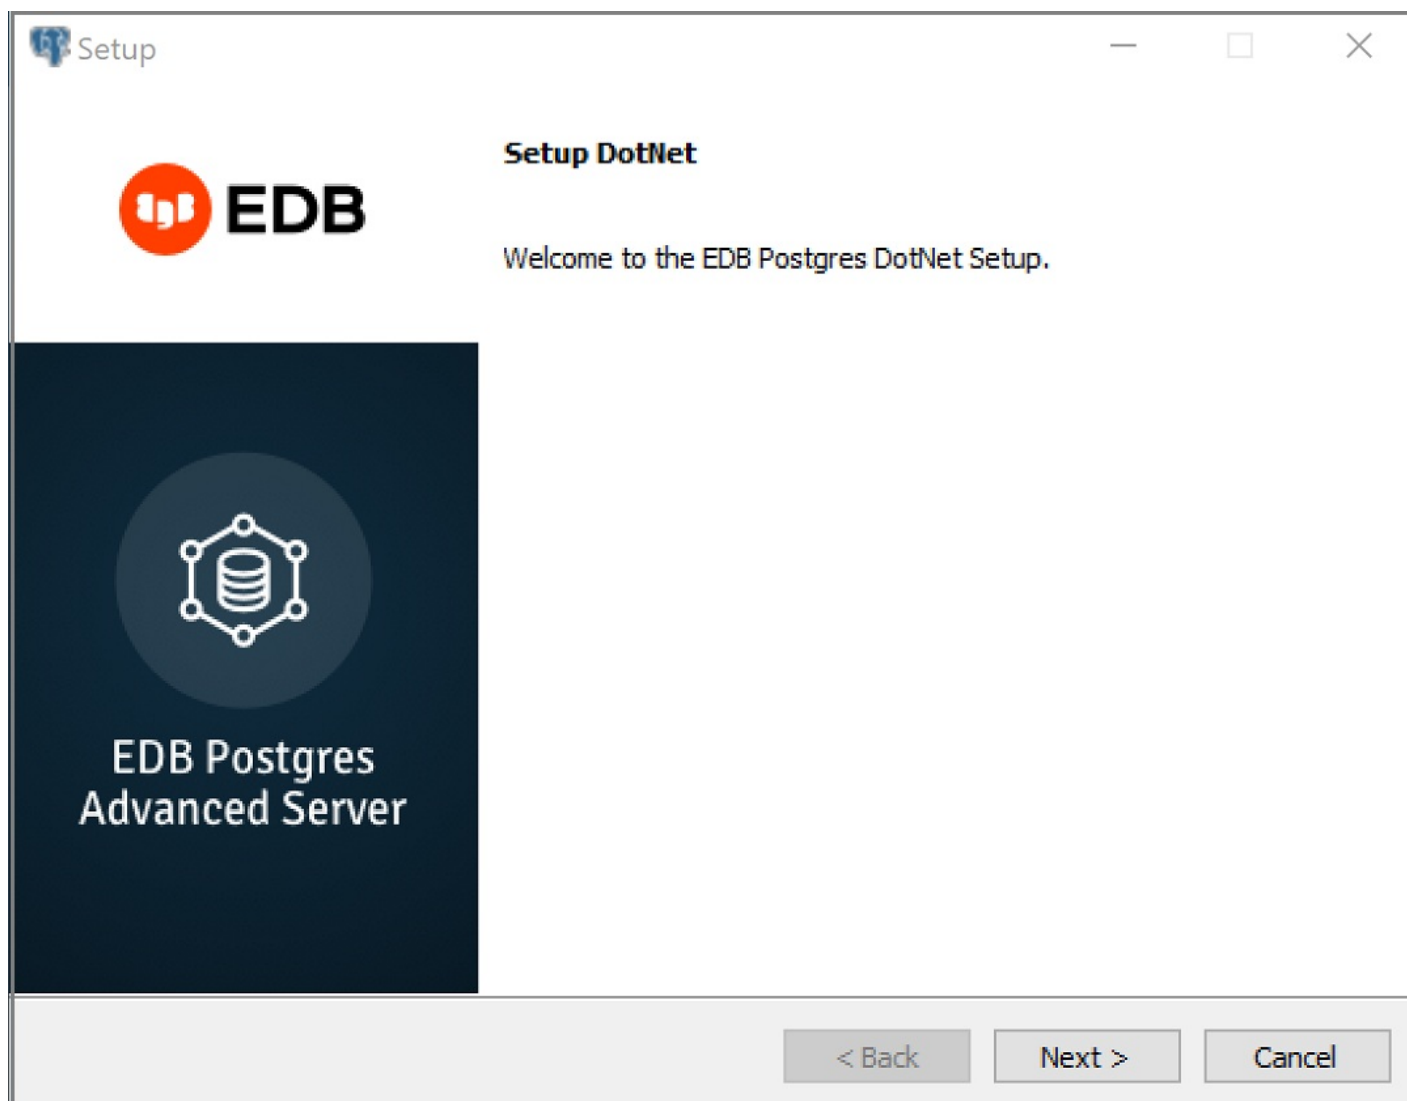 Setup
EDB
Setup DotNet
Welcome to the EDB Postgres DotNet Setup.
EDB Postgres
Advanced Server
< Back
Next >
Cancel